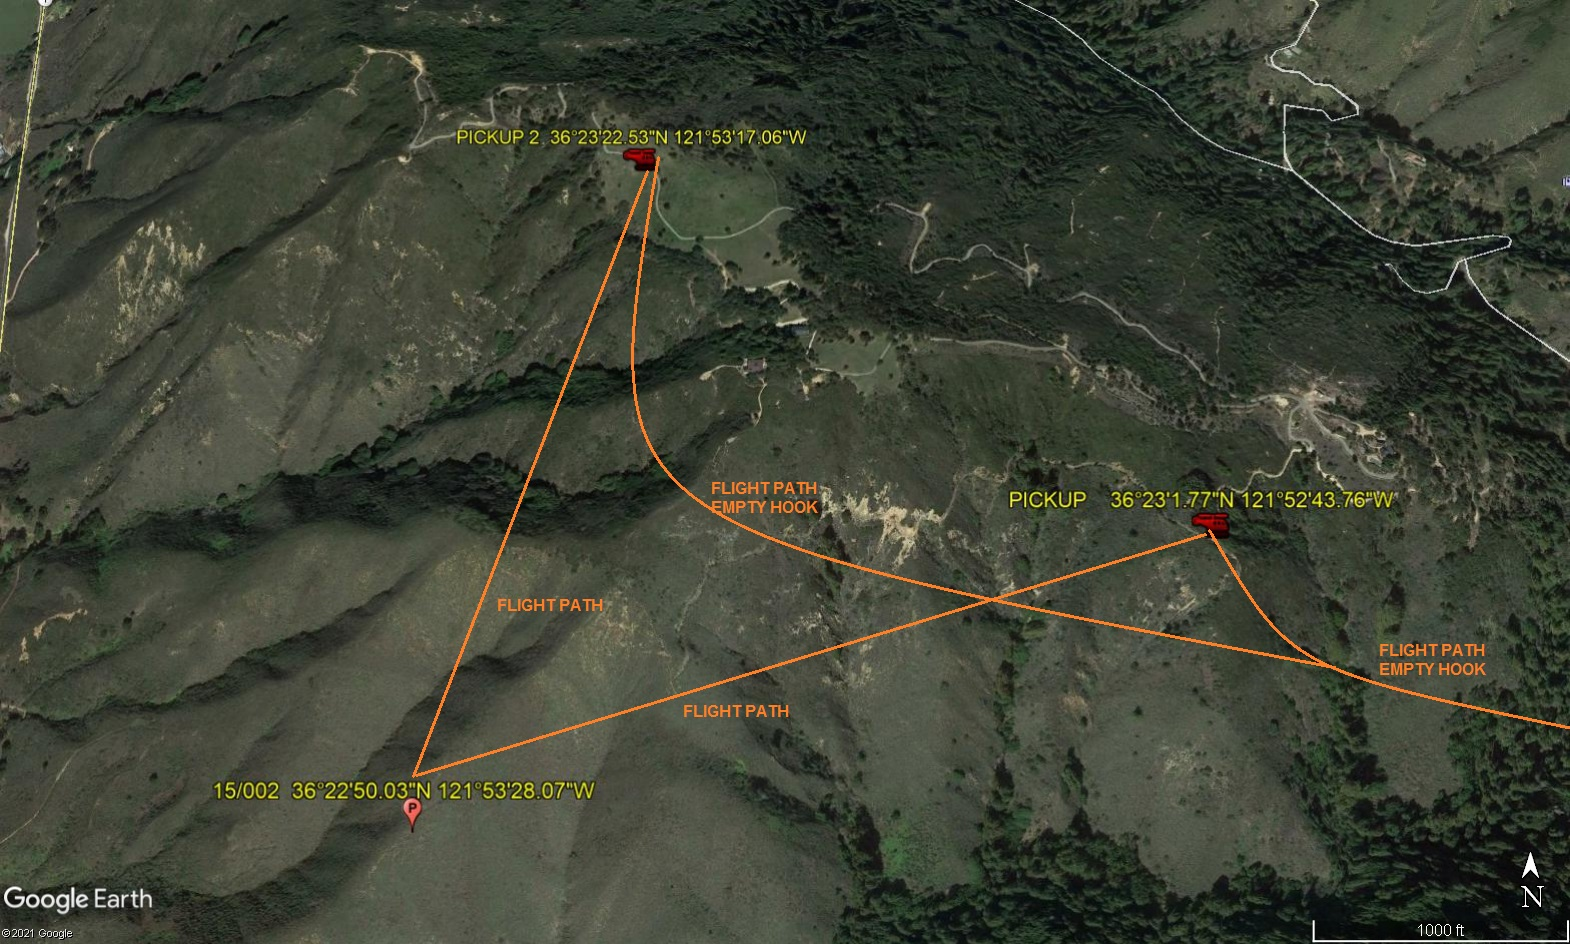 PICKUP 2  36°23'22.53"N 121°53'17.06"W
FLIGHT PATH
EMPTY HOOK
PICKUP    36°23'1.77"N 121°52'43.76"W
FLIGHT PATH
FLIGHT PATH
EMPTY HOOK
FLIGHT PATH
15/002  36°22'50.03"N 121°53'28.07"W
P
Google Earth
N
©2021 Google
1000 ft